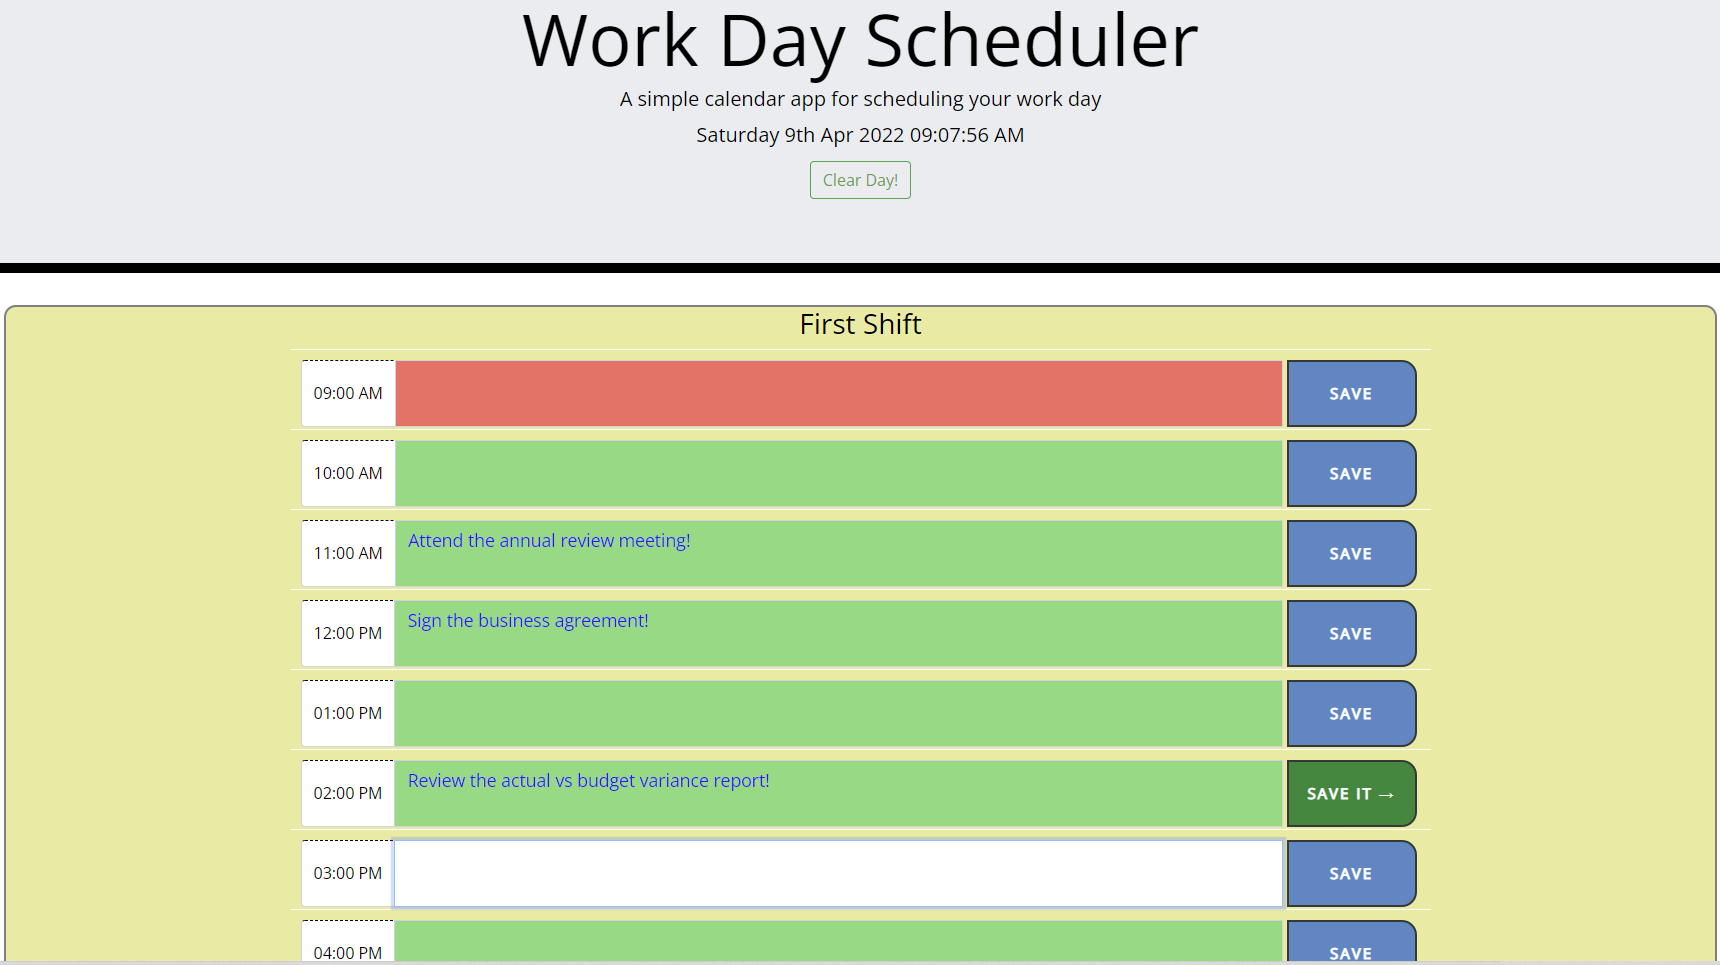 Work Day Scheduler
A simple calendar app for scheduling your work day
Saturday 9th Apr 2022 09:07:56 AM
Clear Day!
First Shift
09:00 AM SAVE
10:00 AM SAVE
11:00 AM Attend the annual review meeting! SAVE
12:00 PM Sign the business agreement! SAVE
01:00 PM SAVE
02:00 PM Review the actual vs budget variance report! SAVE IT →
03:00 PM SAVE
04:00 PM SAVE